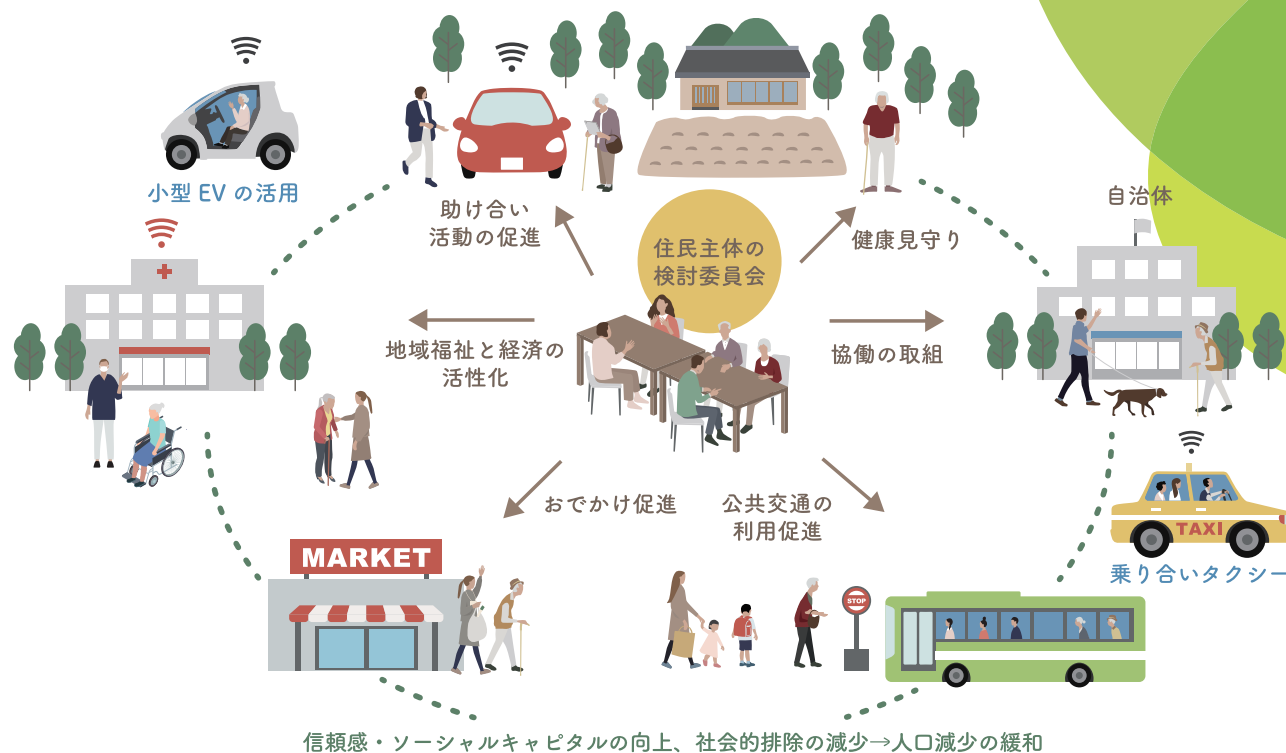 小型 EV の活用
助け合い
活動の促進
住民主体の
検討委員会
健康見守り
自治体
地域福祉と経済の
活性化
協働の取組
おでかけ促進
公共交通の
利用促進
TAXI
乗り合いタクシー
MARKET
STOP
信頼感・ソーシャルキャピタルの向上、社会的排除の減少→人口減少の緩和